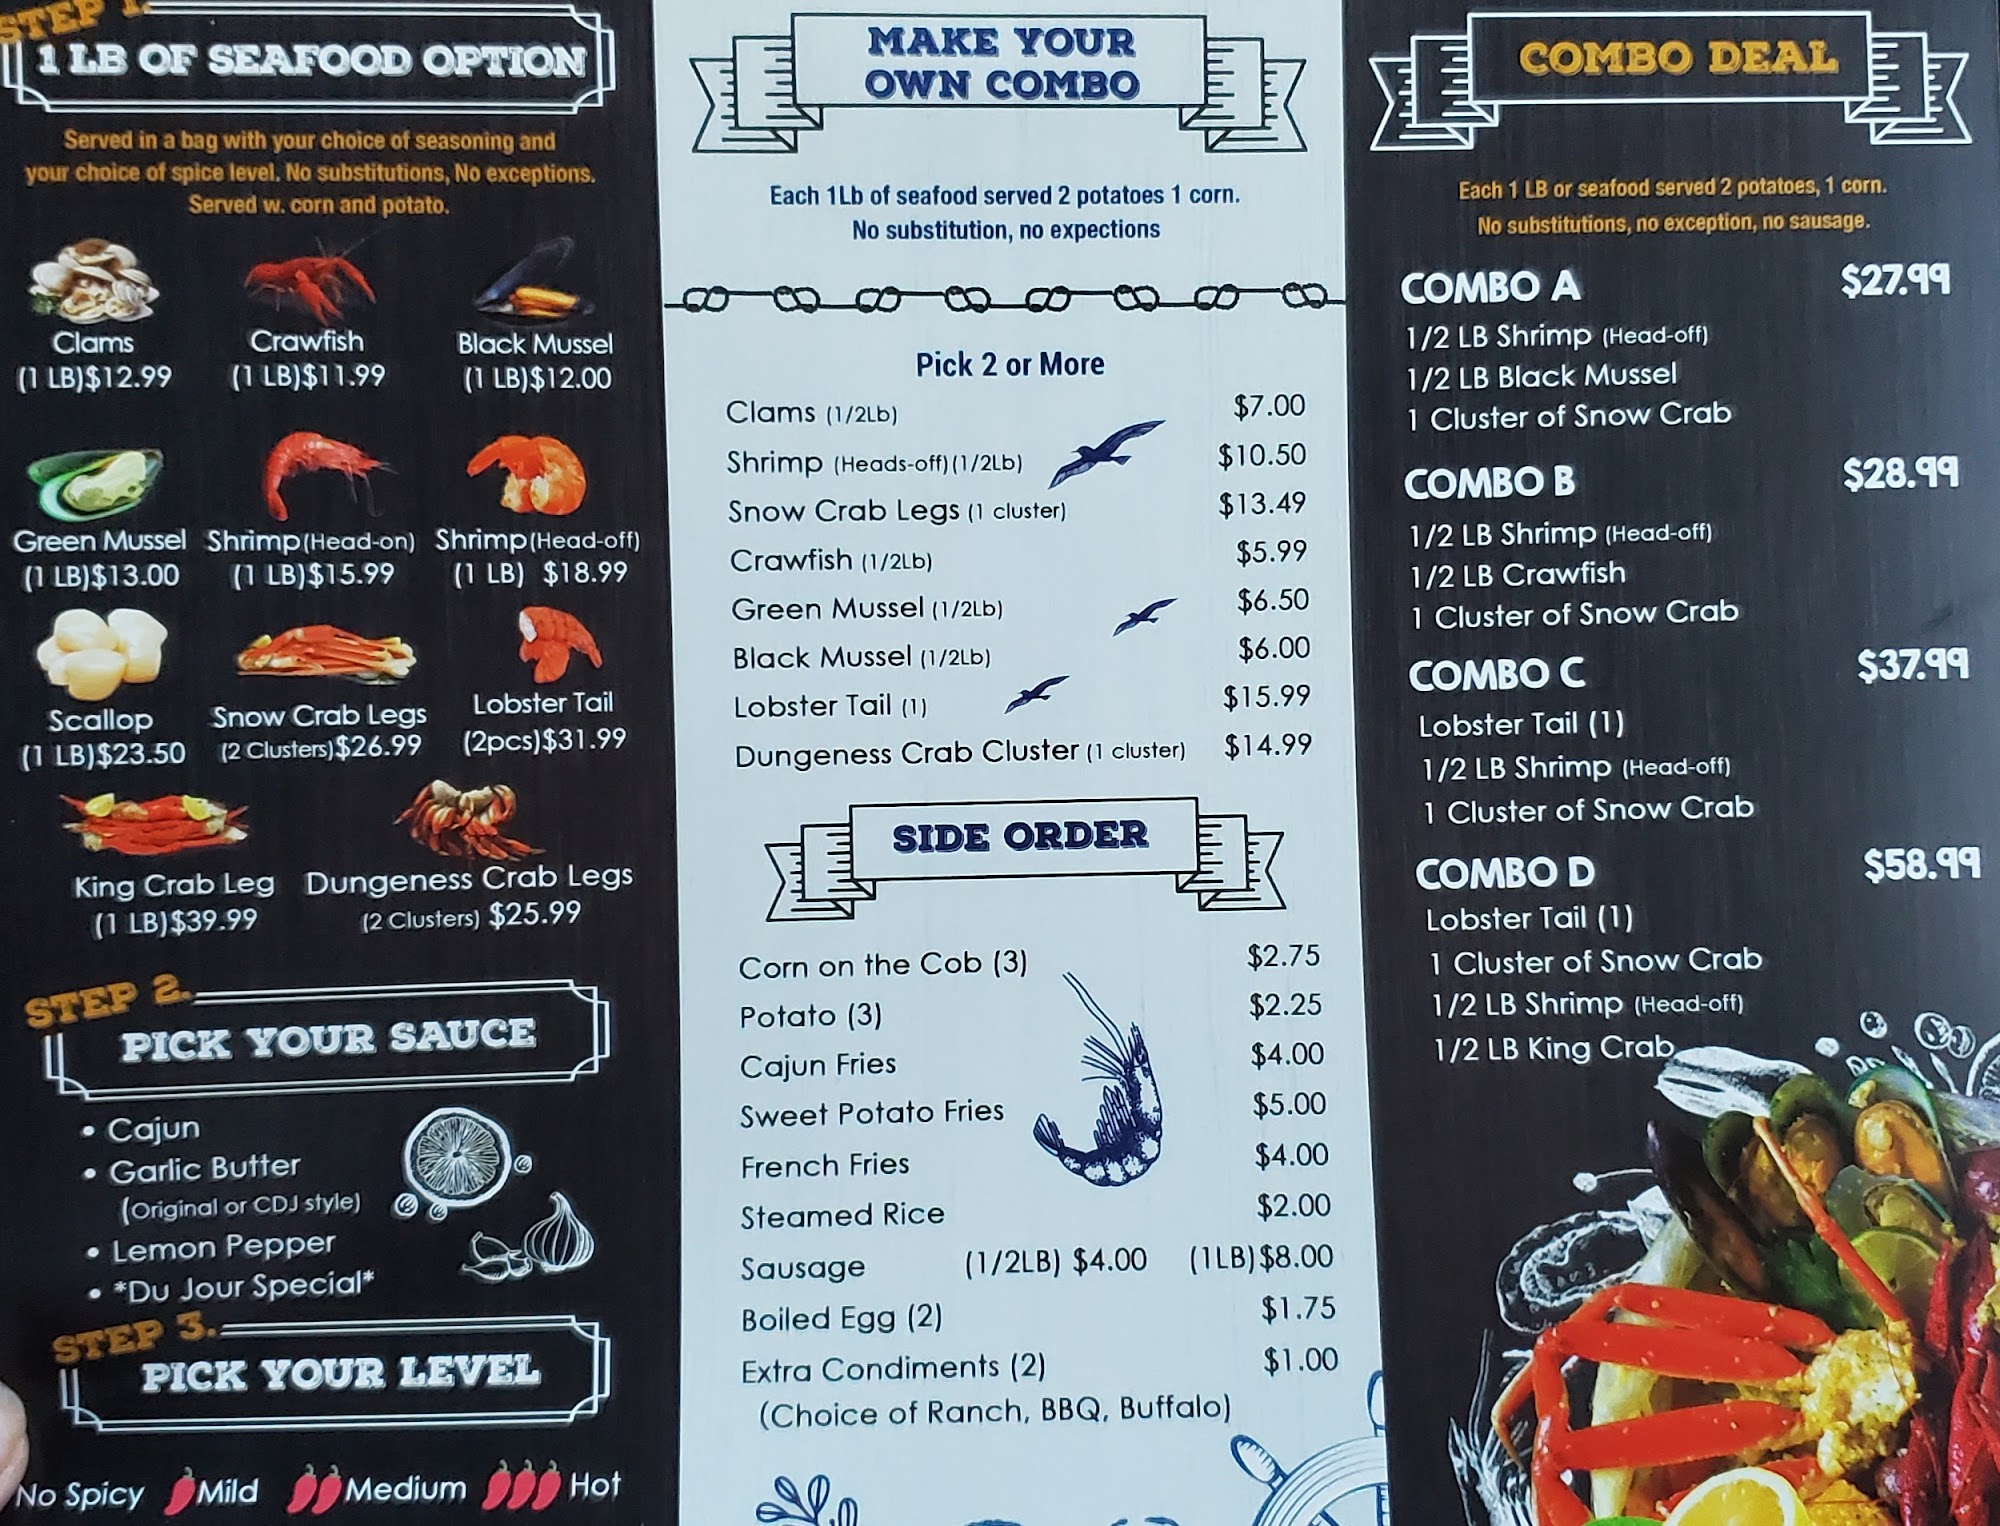 STEP 1.
1 LB OF SEAFOOD OPTION
Served in a bag with your choice of seasoning and
your choice of spice level. No substitutions, No exceptions.
Served w. corn and potato.
Clams
(1 LB)$12.99
Crawfish
(1 LB)$11.99
Black Mussel
(1 LB)$12.00
Green Mussel
(1 LB)$13.00
Shrimp(Head-on)
(1 LB)$15.99
Shrimp(Head-off)
(1 LB) $18.99
Scallop
(1 LB)$23.50
Snow Crab Legs
(2 Clusters)$26.99
Lobster Tail
(2pcs)$31.99
King Crab Leg
(1 LB)$39.99
Dungeness Crab Legs
(2 Clusters) $25.99
STEP 2.
PICK YOUR SAUCE
• Cajun
• Garlic Butter
(Original or CDJ style)
• Lemon Pepper
• *Du Jour Special*
STEP 3.
PICK YOUR LEVEL
No Spicy Mild Medium Hot
MAKE YOUR
OWN COMBO
Each 1Lb of seafood served 2 potatoes 1 corn.
No substitution, no expections
Pick 2 or More
Clams (1/2Lb) $7.00
Shrimp (Heads-off)(1/2Lb) $10.50
Snow Crab Legs (1 cluster) $13.49
Crawfish (1/2Lb) $5.99
Green Mussel (1/2Lb) $6.50
Black Mussel (1/2Lb) $6.00
Lobster Tail (1) $15.99
Dungeness Crab Cluster (1 cluster) $14.99
SIDE ORDER
Corn on the Cob (3) $2.75
Potato (3) $2.25
Cajun Fries $4.00
Sweet Potato Fries $5.00
French Fries $4.00
Steamed Rice $2.00
Sausage (1/2LB) $4.00 (1LB)$8.00
Boiled Egg (2) $1.75
Extra Condiments (2) $1.00
(Choice of Ranch, BBQ, Buffalo)
COMBO DEAL
Each 1 LB or seafood served 2 potatoes, 1 corn.
No substitutions, no exception, no sausage.
COMBO A $27.99
1/2 LB Shrimp (Head-off)
1/2 LB Black Mussel
1 Cluster of Snow Crab
COMBO B $28.99
1/2 LB Shrimp (Head-off)
1/2 LB Crawfish
1 Cluster of Snow Crab
COMBO C $37.99
Lobster Tail (1)
1/2 LB Shrimp (Head-off)
1 Cluster of Snow Crab
COMBO D $58.99
Lobster Tail (1)
1 Cluster of Snow Crab
1/2 LB Shrimp (Head-off)
1/2 LB King Crab